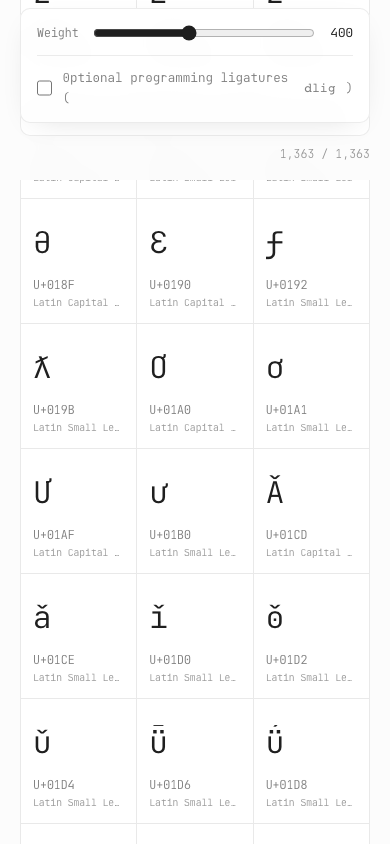 Weight 400
Optional programming ligatures
( dlig )
1,363 / 1,363
Ə Ɛ ƒ
U+018F U+0190 U+0192
Latin Capital … Latin Capital … Latin Small Le…
ƛ Ơ ơ
U+019B U+01A0 U+01A1
Latin Small Le… Latin Capital … Latin Small Le…
Ư ư Ǎ
U+01AF U+01B0 U+01CD
Latin Capital … Latin Small Le… Latin Capital …
ǎ ǐ ǒ
U+01CE U+01D0 U+01D2
Latin Small Le… Latin Small Le… Latin Small Le…
ǔ ǖ ǘ
U+01D4 U+01D6 U+01D8
Latin Small Le… Latin Small Le… Latin Small Le…